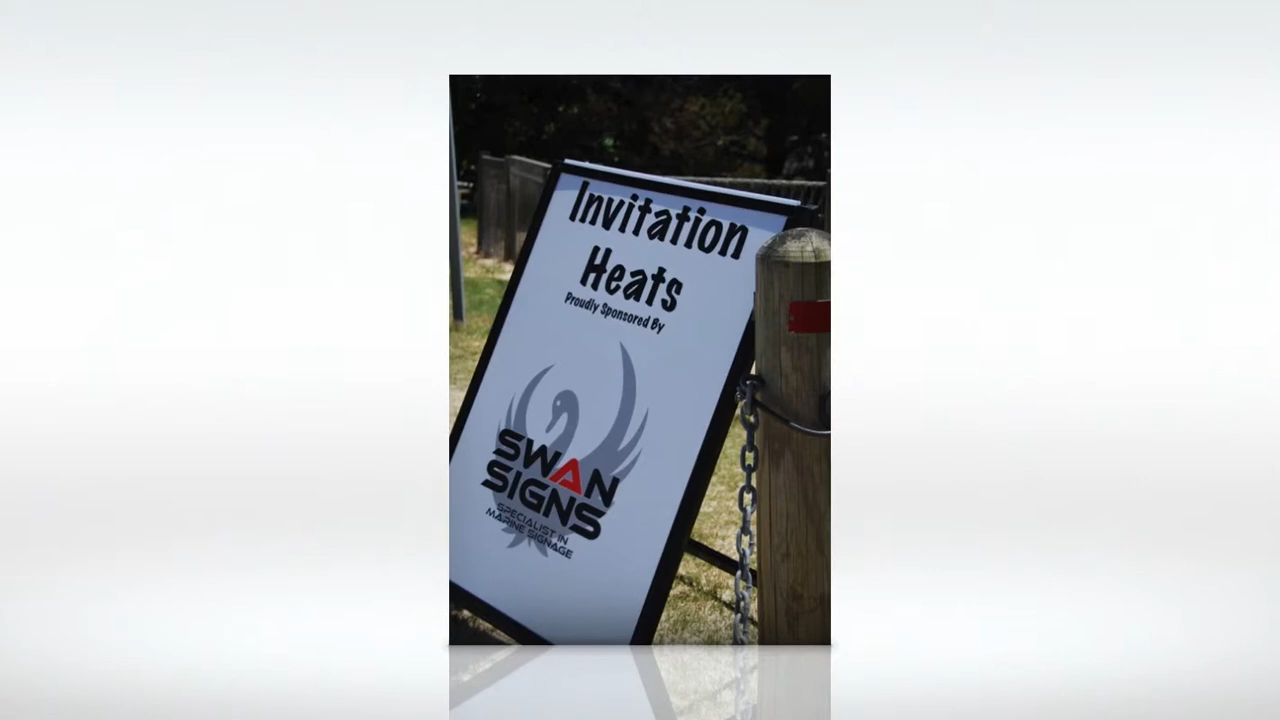 Invitation
Heats
Proudly Sponsored By
SWAN
SIGNS
SPECIALIST IN
MARINE SIGNAGE